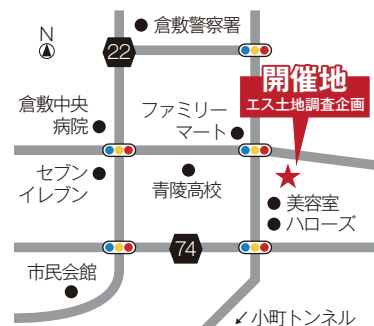 倉敷警察署
N
22
開催地
エス土地調査企画
倉敷中央
病院
ファミリー
マート
セブン
イレブン
青陵高校
美容室
ハローズ
74
市民会館
小町トンネル